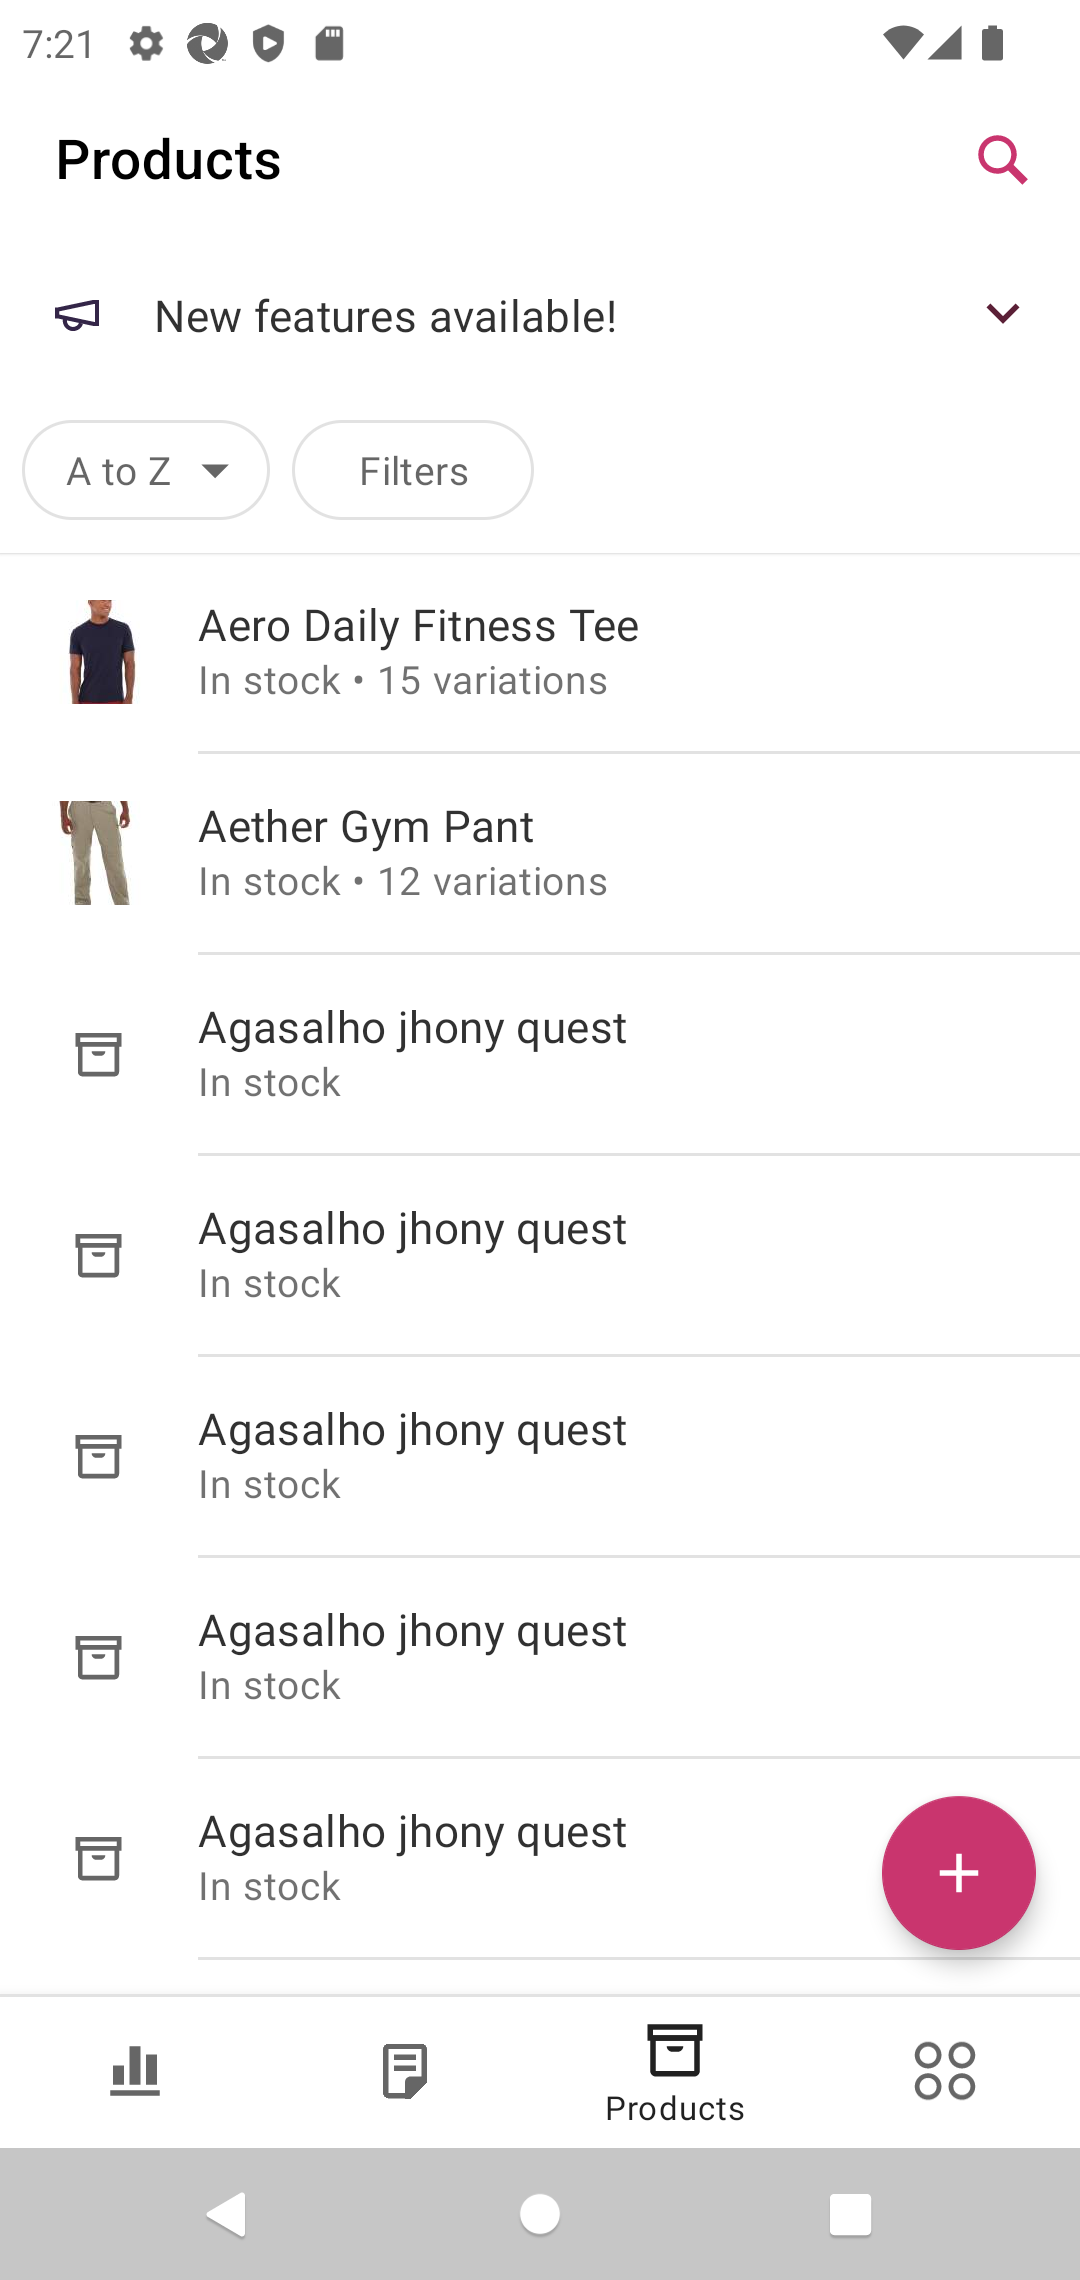 7:21
Products
New features available!
A to Z
Filters
Aero Daily Fitness Tee
In stock • 15 variations
Aether Gym Pant
In stock • 12 variations
Agasalho jhony quest
In stock
Agasalho jhony quest
In stock
Agasalho jhony quest
In stock
Agasalho jhony quest
In stock
Agasalho jhony quest
In stock
Products